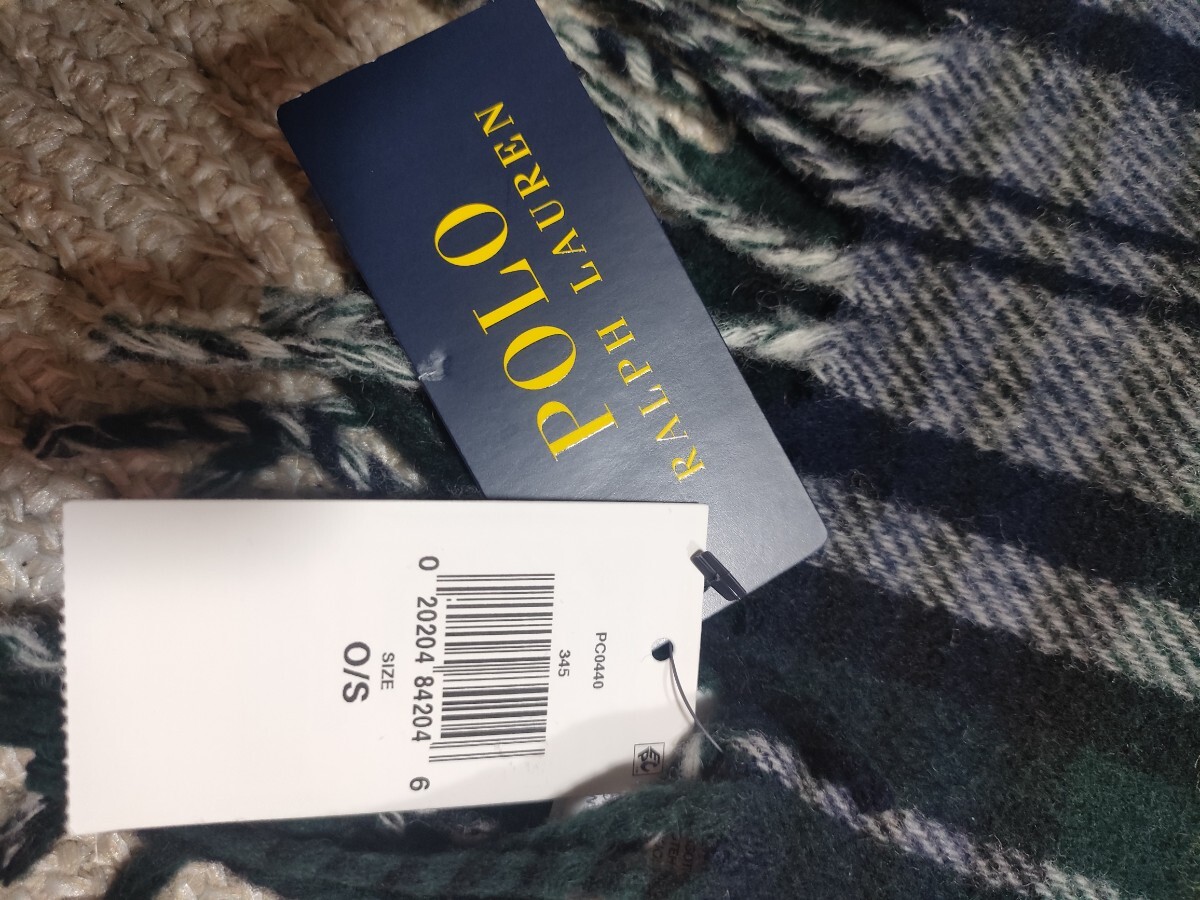 POLO
RALPH LAUREN
PC0440
345
0 20204 84204 6
SIZE
O/S